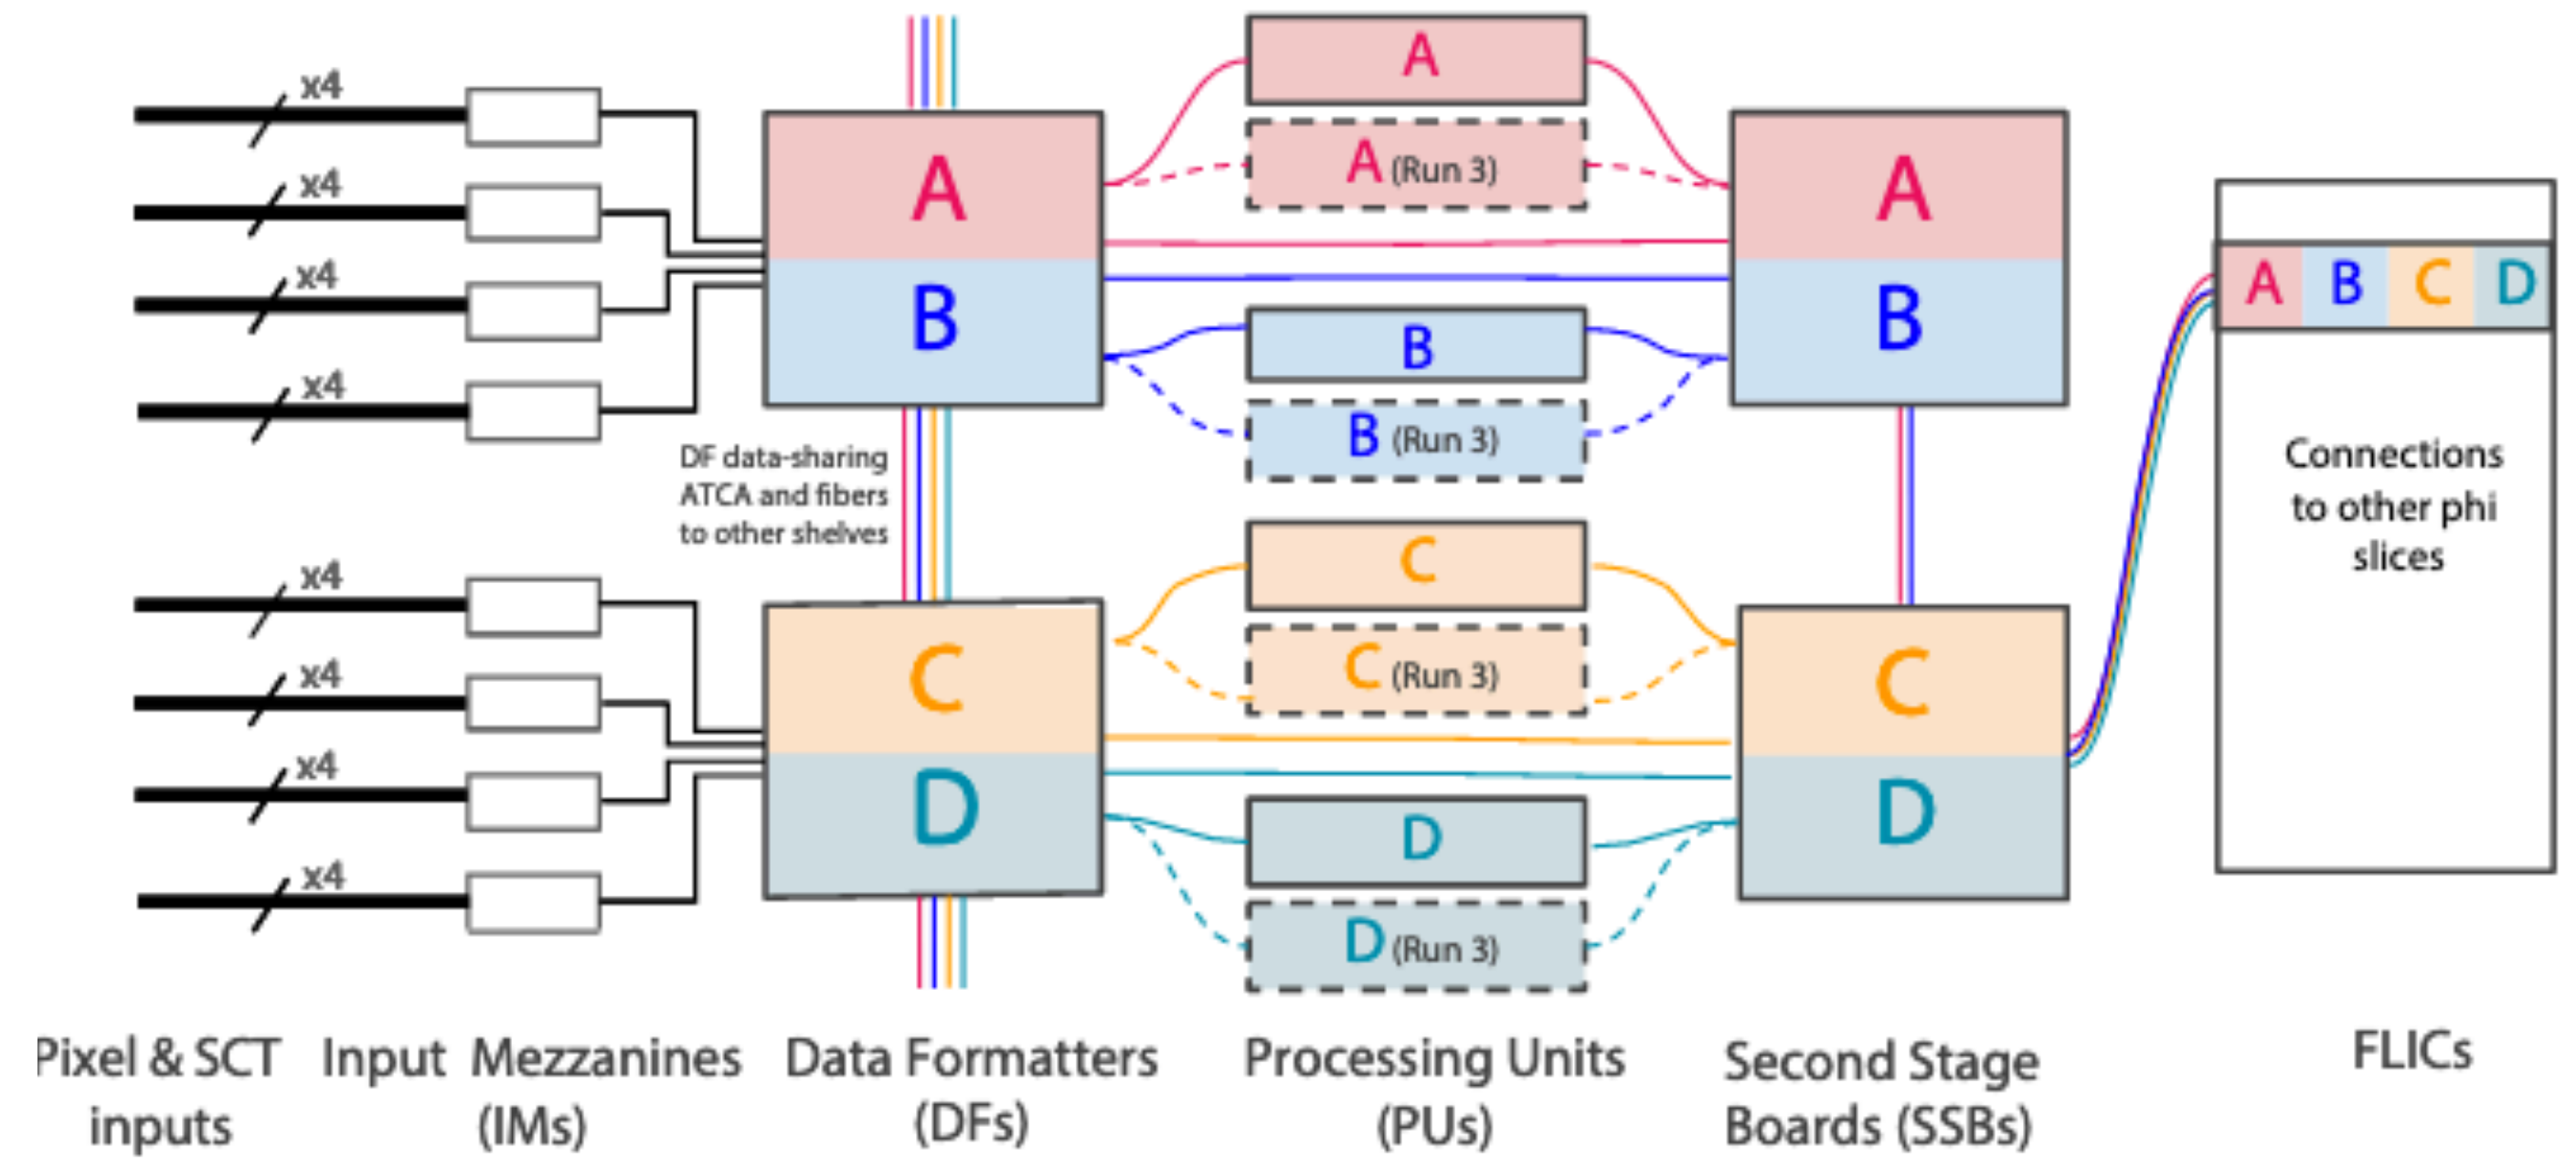 x4
x4
x4
x4
x4
x4
x4
x4
A
B
DF data-sharing
ATCA and fibers
to other shelves
C
D
A
A (Run 3)
B
B (Run 3)
C
C (Run 3)
D
D (Run 3)
A
B
C
D
A B C D
Connections
to other phi
slices
Pixel & SCT
inputs
Input Mezzanines
(IMs)
Data Formatters
(DFs)
Processing Units
(PUs)
Second Stage
Boards (SSBs)
FLICs